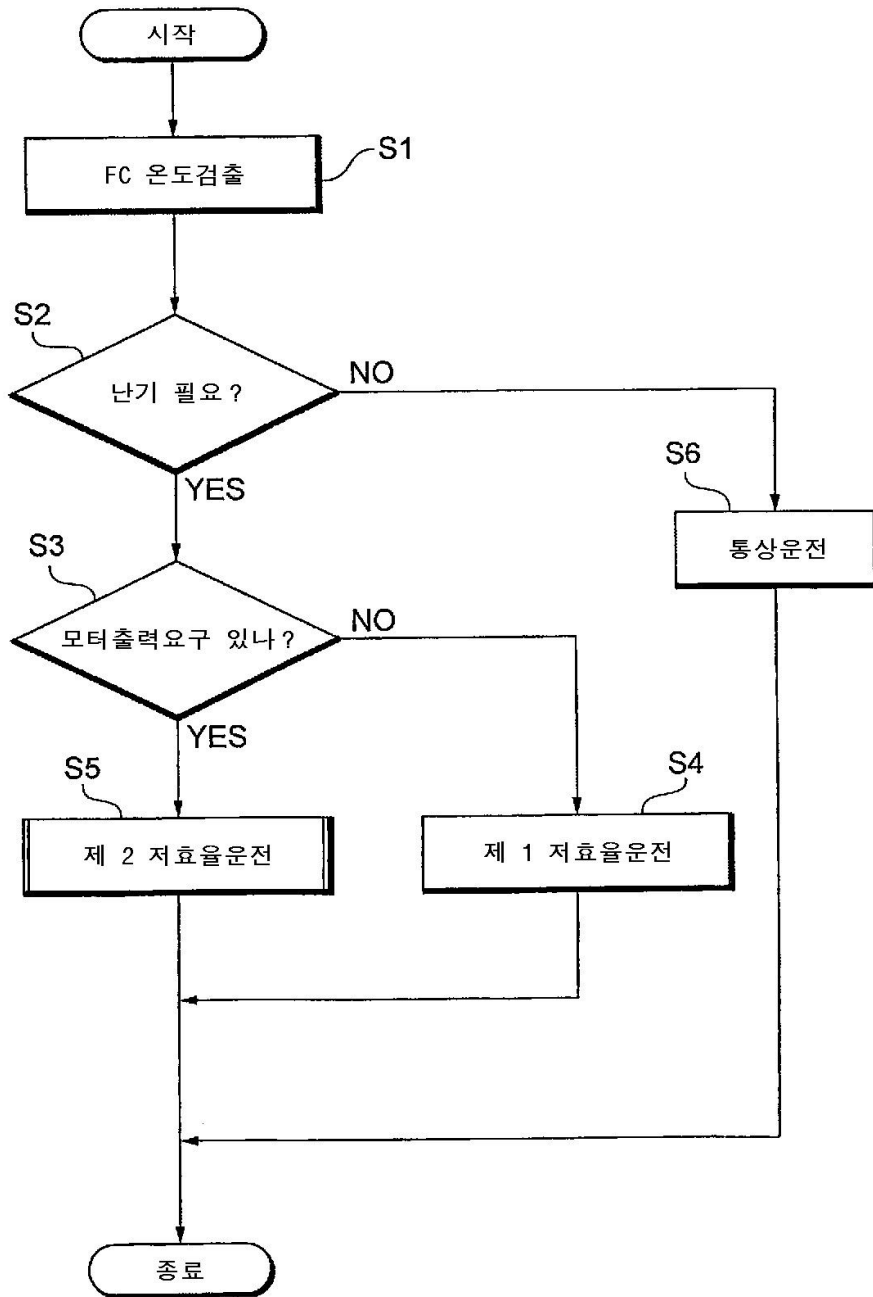 시작
S1
FC 온도검출
S2
난기 필요?
NO
YES
S6
통상운전
S3
모터출력요구 있나?
NO
YES
S5
제 2 저효율운전
S4
제 1 저효율운전
종료